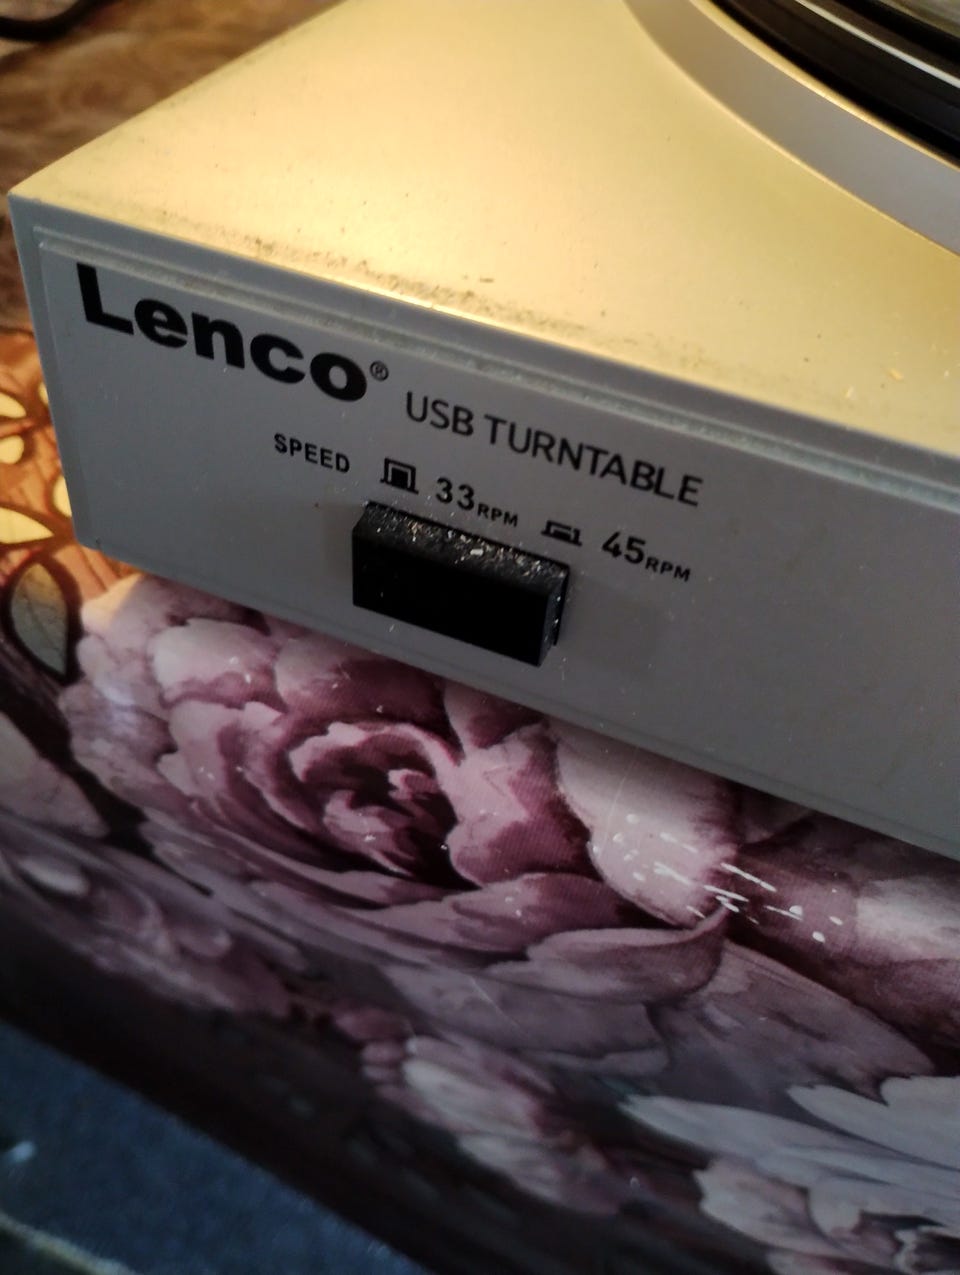 Lenco®
USB TURNTABLE
SPEED 33RPM 45RPM